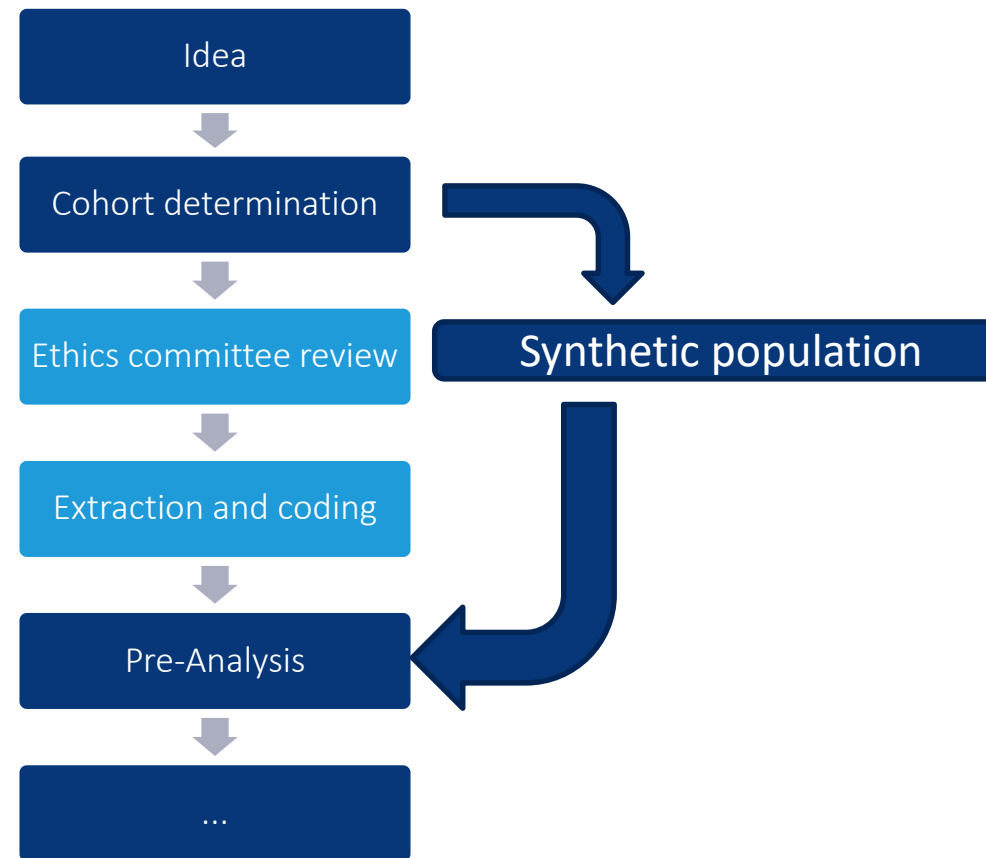 Idea
Cohort determination
Ethics committee review
Synthetic population
Extraction and coding
Pre-Analysis
...